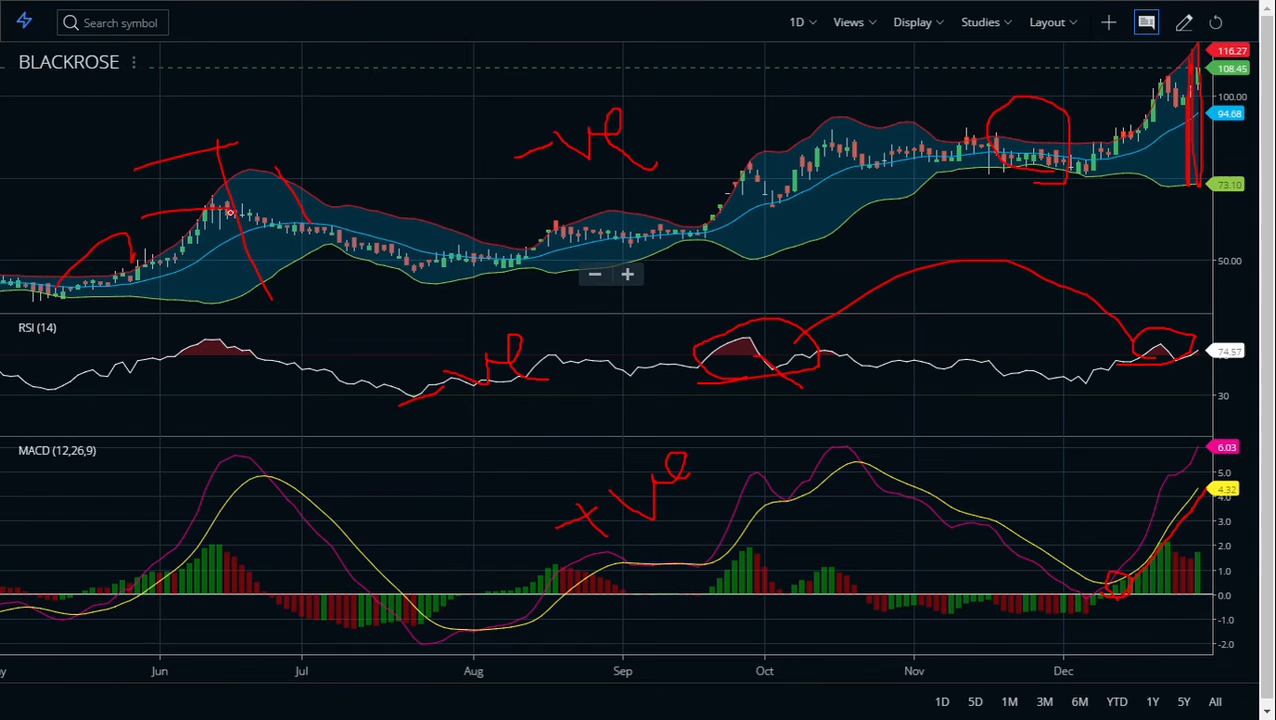 Search symbol 1D Views Display Studies Layout
BLACKROSE
116.27
108.45
100.00
94.68
-ve
73.10
50.00
RSI (14)
74.57
-ve
30
MACD (12,26,9)
6.03
5.0
4.32
4.0
+ve
3.0
2.0
1.0
0.0
-1.0
-2.0
Jun Jul Aug Sep Oct Nov Dec
1D 5D 1M 3M 6M YTD 1Y 5Y All